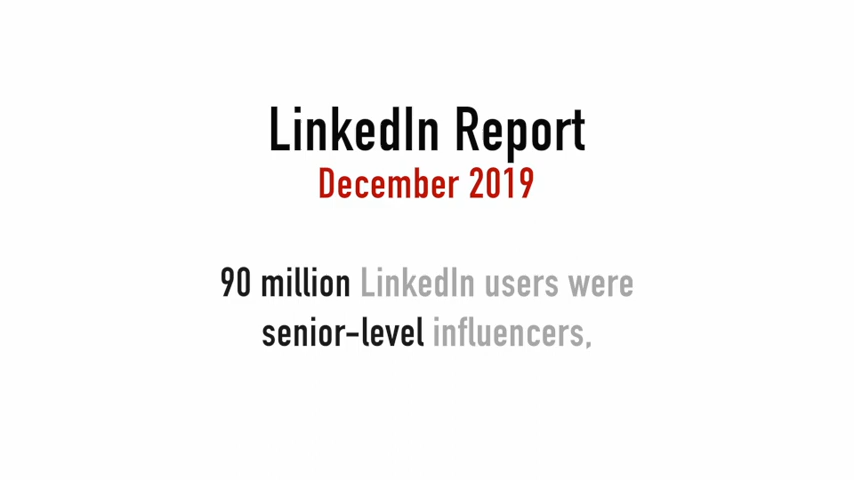 LinkedIn Report
December 2019
90 million LinkedIn users were
senior-level influencers,